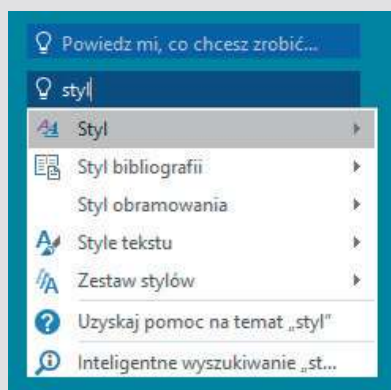 Powiedz mi, co chcesz zrobić...
styl
Styl
Styl bibliografii
Styl obramowania
Style tekstu
Zestaw stylów
Uzyskaj pomoc na temat „styl”
Inteligentne wyszukiwanie „st...